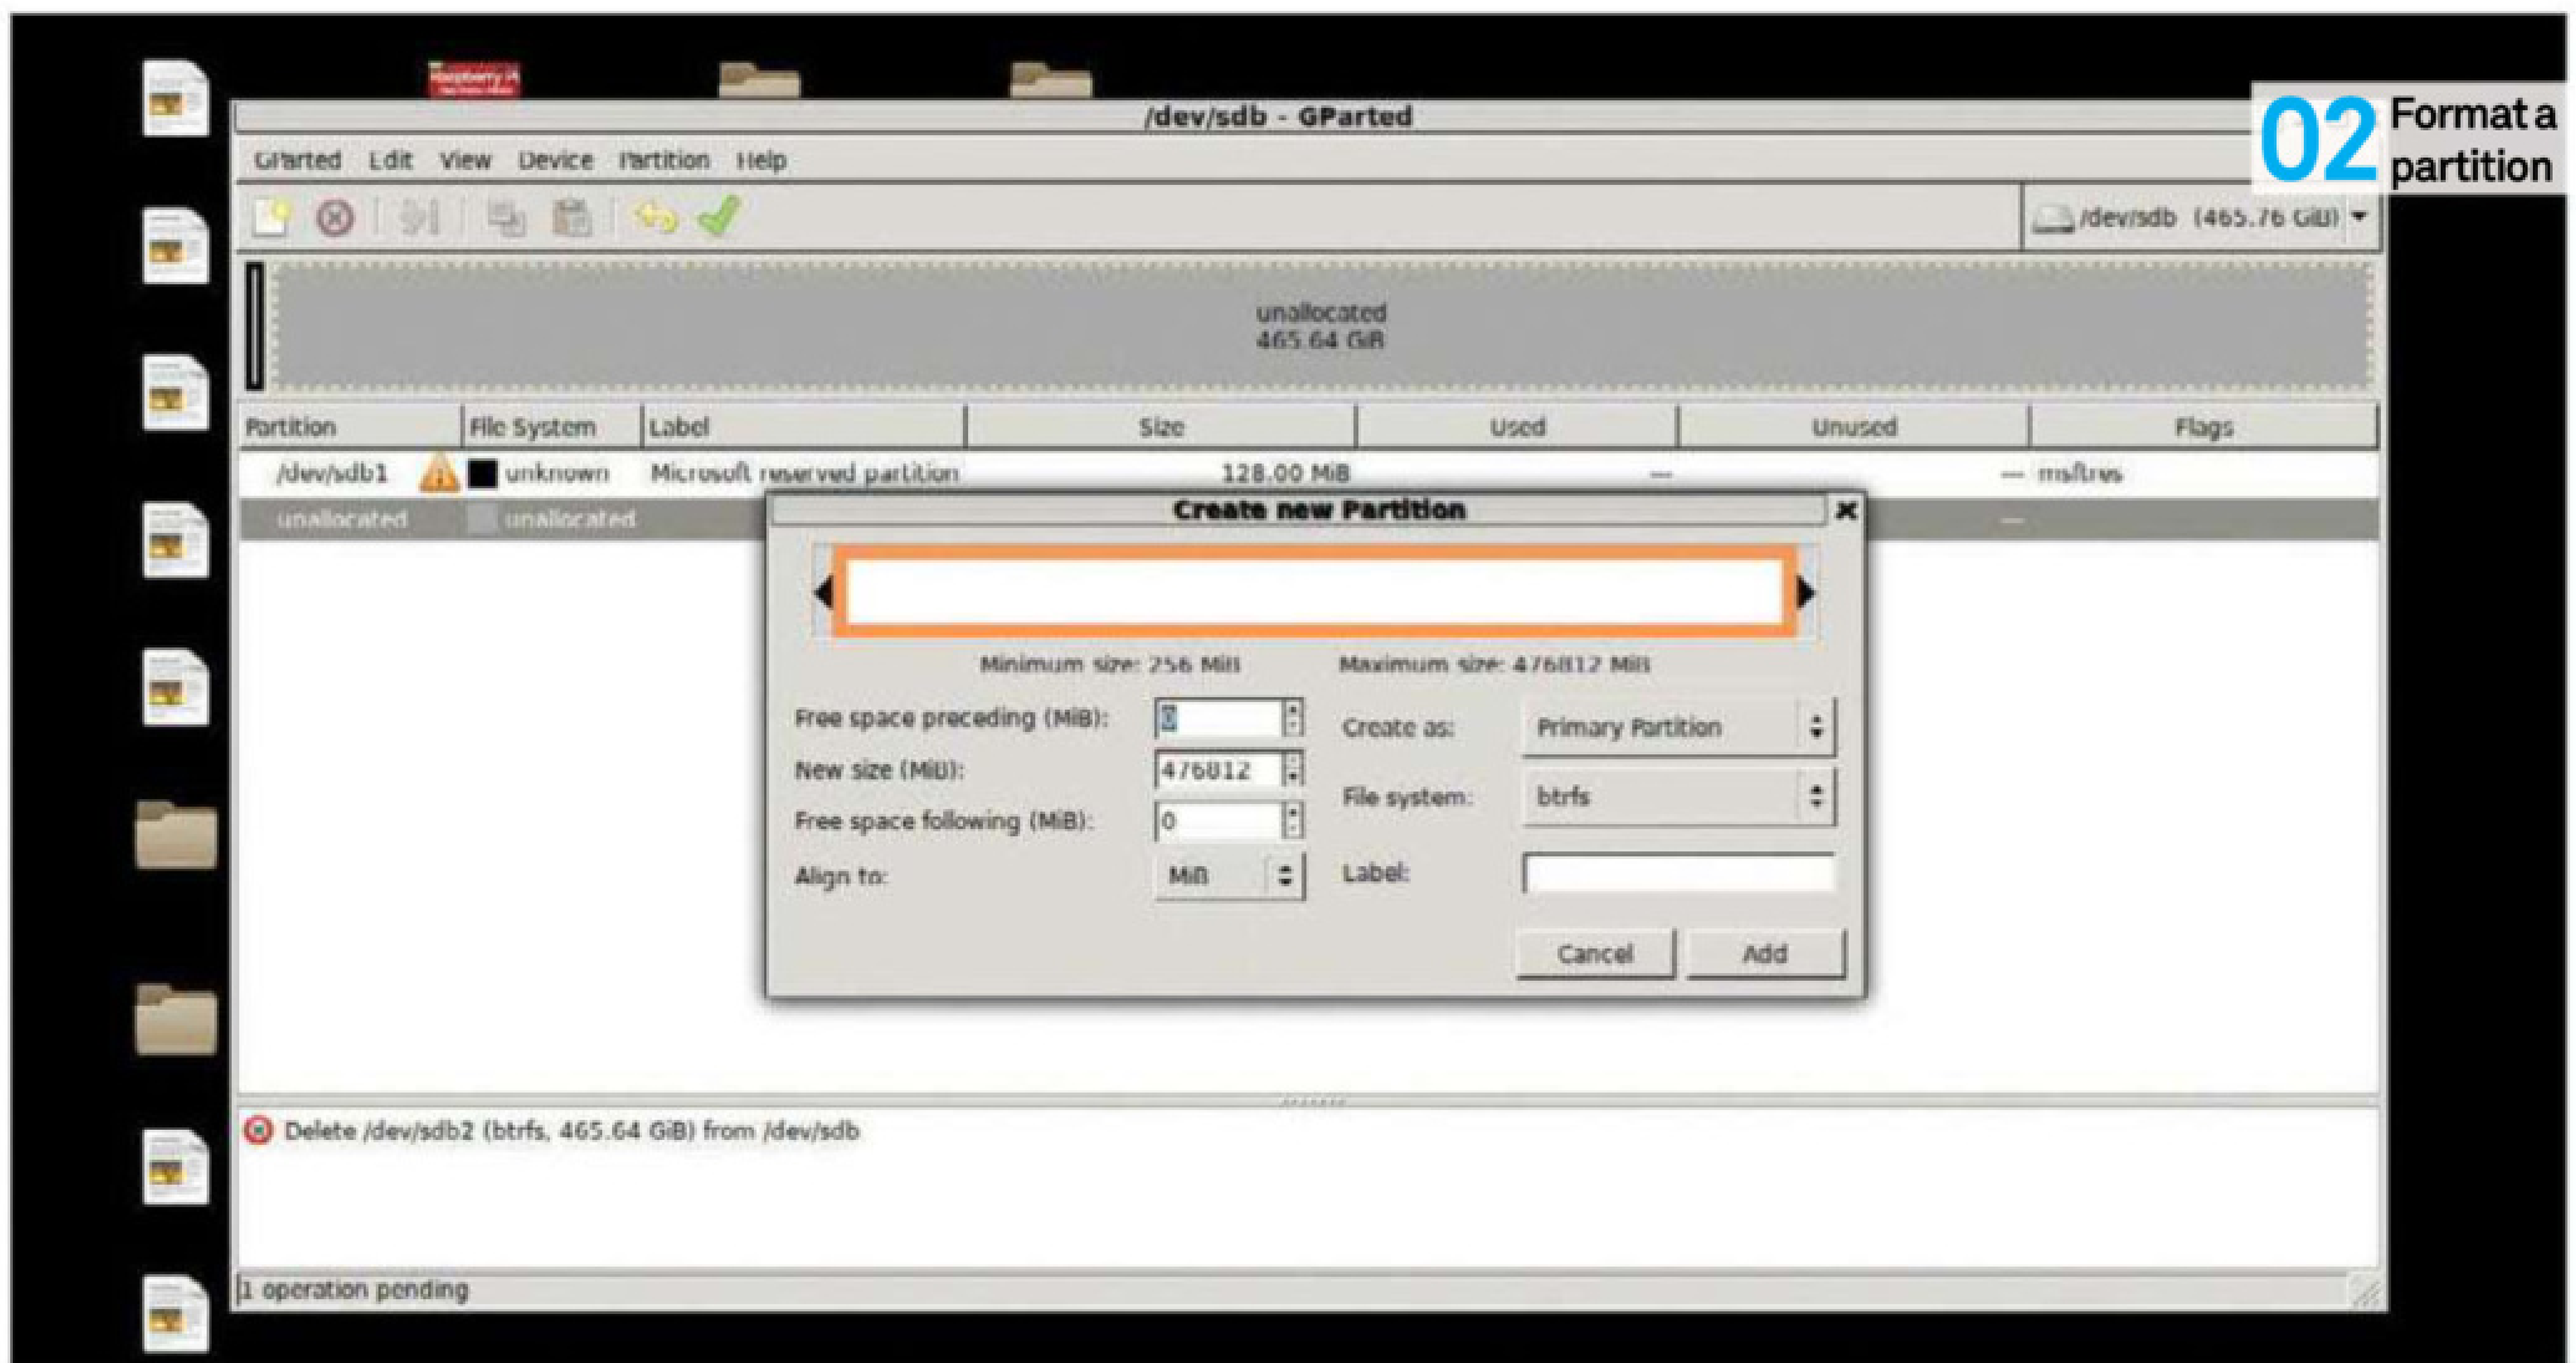 Raspberry Pi
/dev/sdb - GParted
02 Format a
partition
GParted Edit View Device Partition Help
/dev/sdb (465.76 GiB)
unallocated
465.64 GiB
Partition File System Label Size Used Unused Flags
/dev/sdb1 unknown Microsoft reserved partition 128.00 MiB --- --- msftres
unallocated unallocated ---
Create new Partition
Minimum size: 256 MiB Maximum size: 476812 MiB
Free space preceding (MiB): 0 Create as: Primary Partition
New size (MiB): 476812
File system: btrfs
Free space following (MiB): 0
Align to: MiB Label:
Cancel Add
Delete /dev/sdb2 (btrfs, 465.64 GiB) from /dev/sdb
1 operation pending